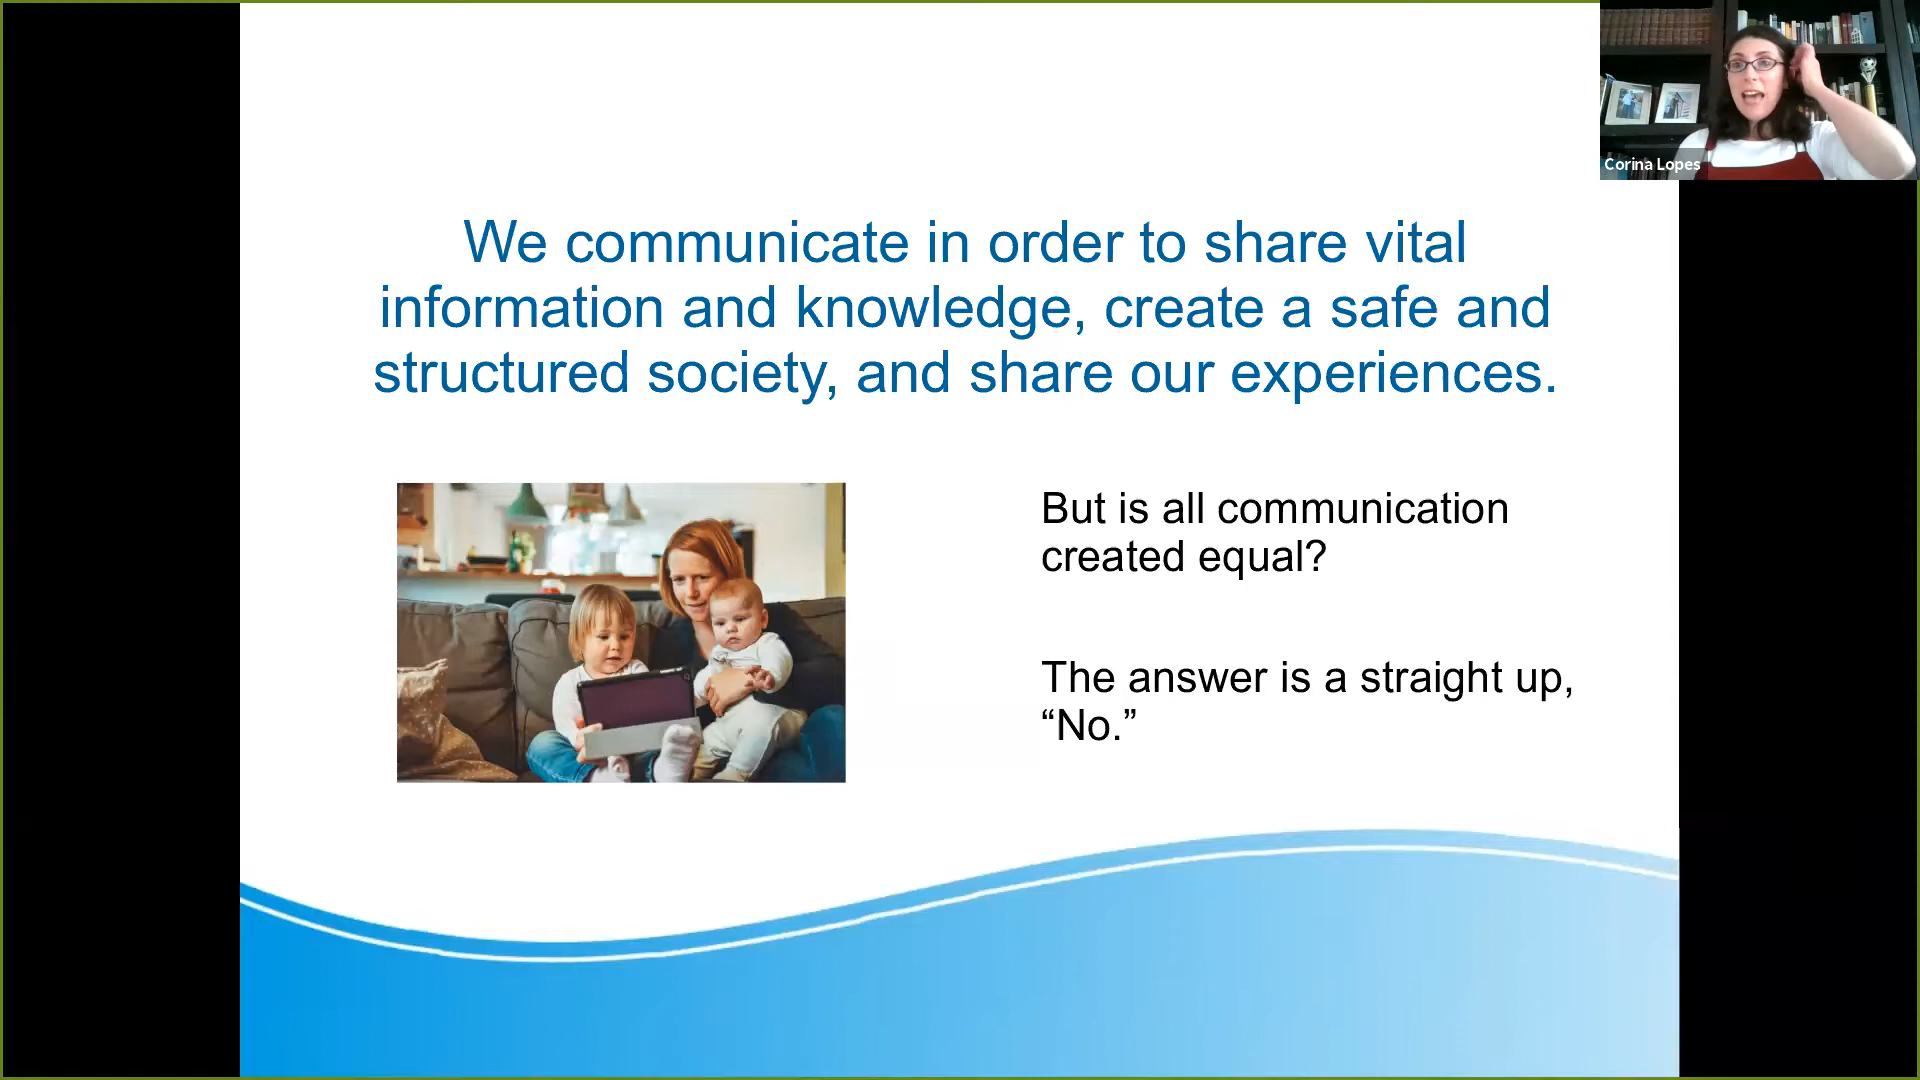 Corina Lopes
We communicate in order to share vital
information and knowledge, create a safe and
structured society, and share our experiences.
But is all communication
created equal?
The answer is a straight up,
“No.”